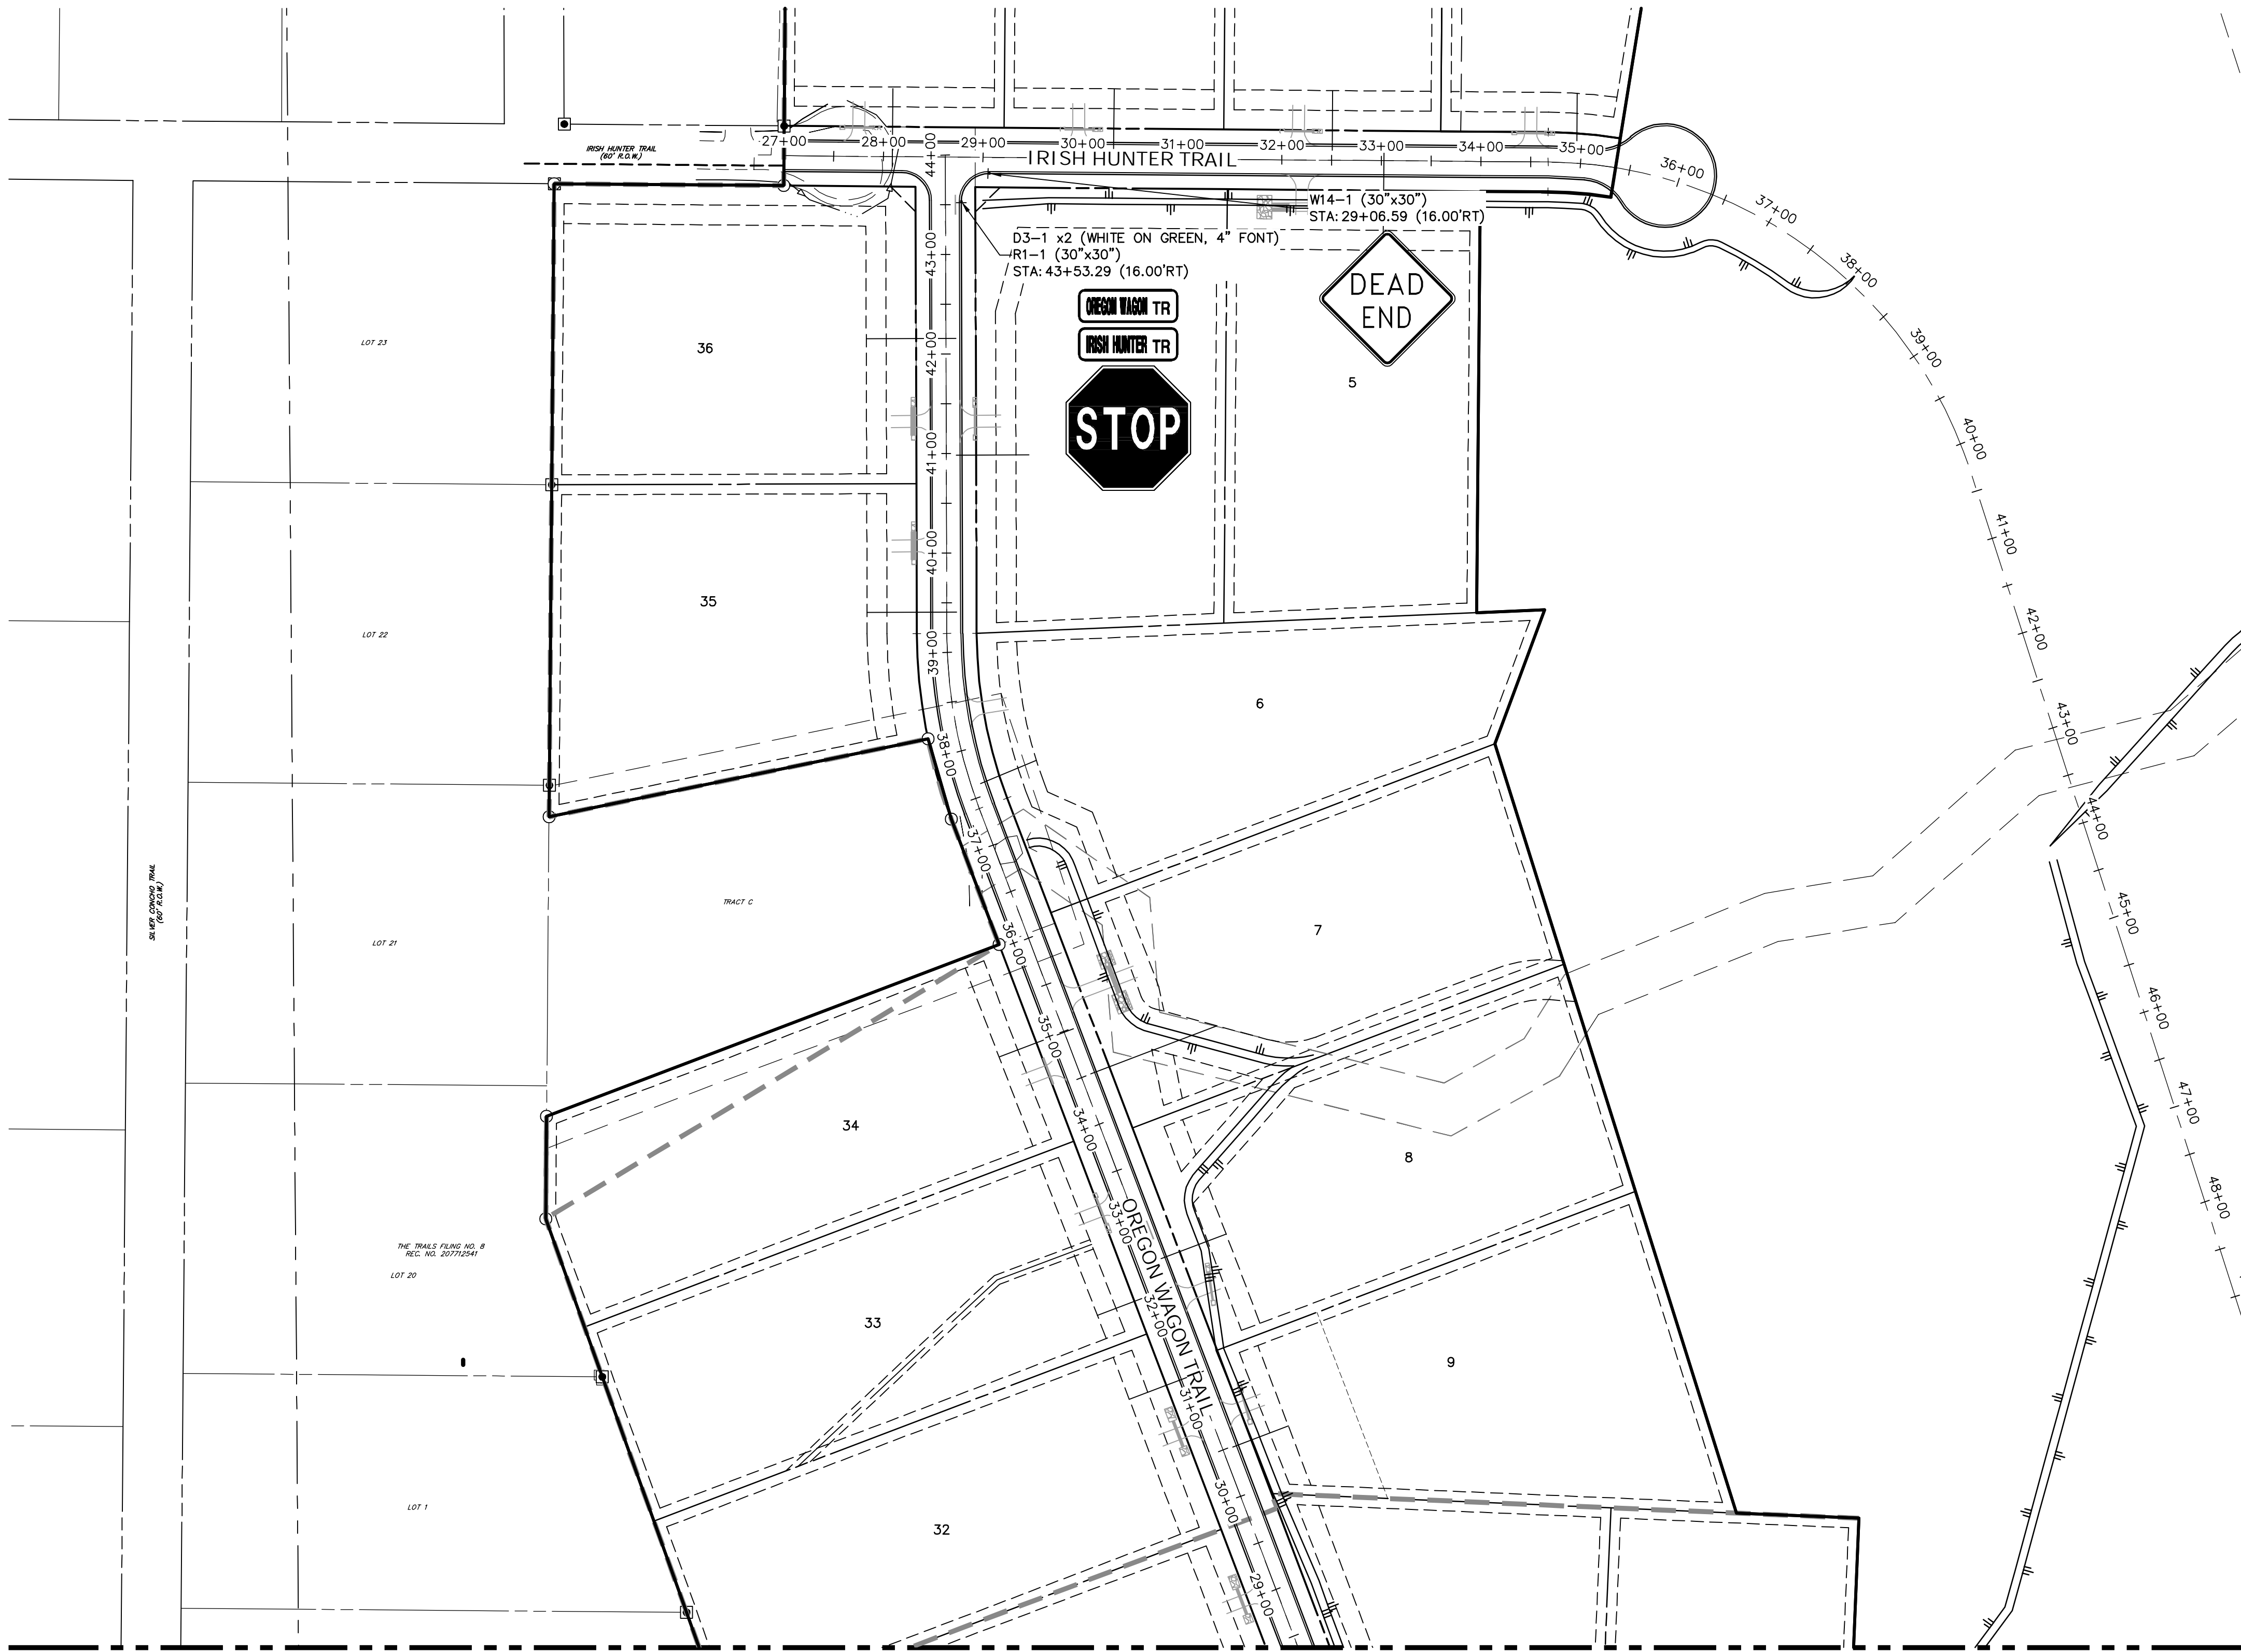 IRISH HUNTER TRAIL
(60' R.O.W.)
27+00
28+00
29+00
30+00
31+00
32+00
33+00
34+00
35+00
36+00
37+00
38+00
39+00
40+00
41+00
42+00
43+00
44+00
45+00
46+00
47+00
48+00
IRISH HUNTER TRAIL
W14-1 (30"x30")
STA: 29+06.59 (16.00'RT)
D3-1 x2 (WHITE ON GREEN, 4" FONT)
R1-1 (30"x30")
STA: 43+53.29 (16.00'RT)
OREGON WAGON TR
IRISH HUNTER TR
STOP
DEAD
END
44+00
43+00
42+00
41+00
40+00
39+00
38+00
37+00
36+00
35+00
34+00
33+00
32+00
31+00
30+00
29+00
OREGON WAGON TRAIL
LOT 23
36
5
LOT 22
35
6
SILVER CONCHO TRAIL
(60' R.O.W.)
LOT 21
TRACT C
7
34
8
THE TRAILS FILING NO. 8
REC. NO. 207712541
LOT 20
33
9
LOT 1
32